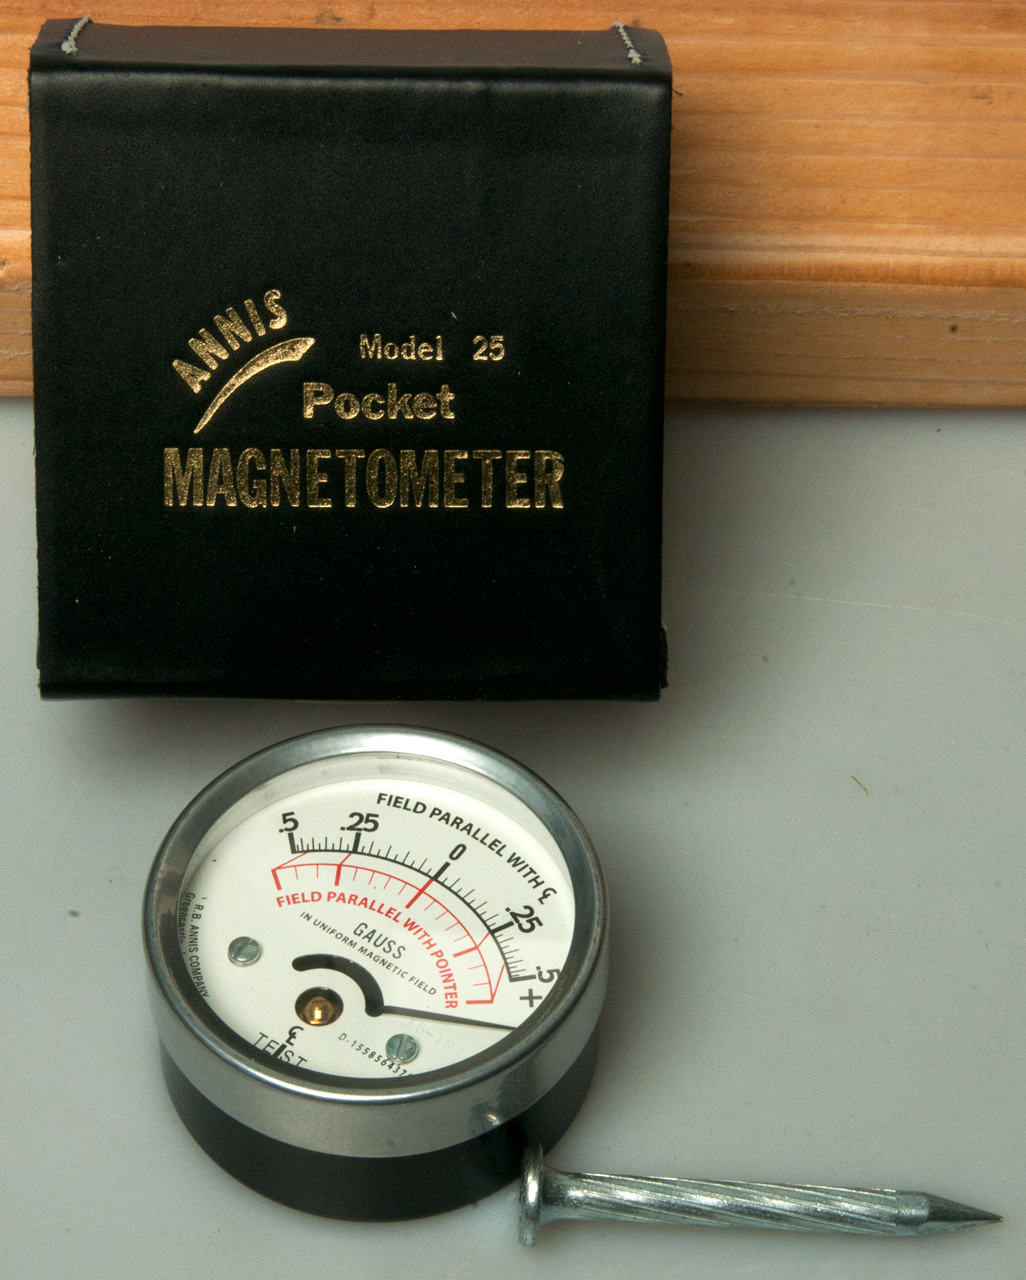 ANNIS
Model 25
Pocket
MAGNETOMETER
FIELD PARALLEL WITH ℄
.5 .25 0 .25 .5
+
FIELD PARALLEL WITH POINTER
GAUSS
IN UNIFORM MAGNETIC FIELD
R.B. ANNIS COMPANY
Greencastle
℄
TEST